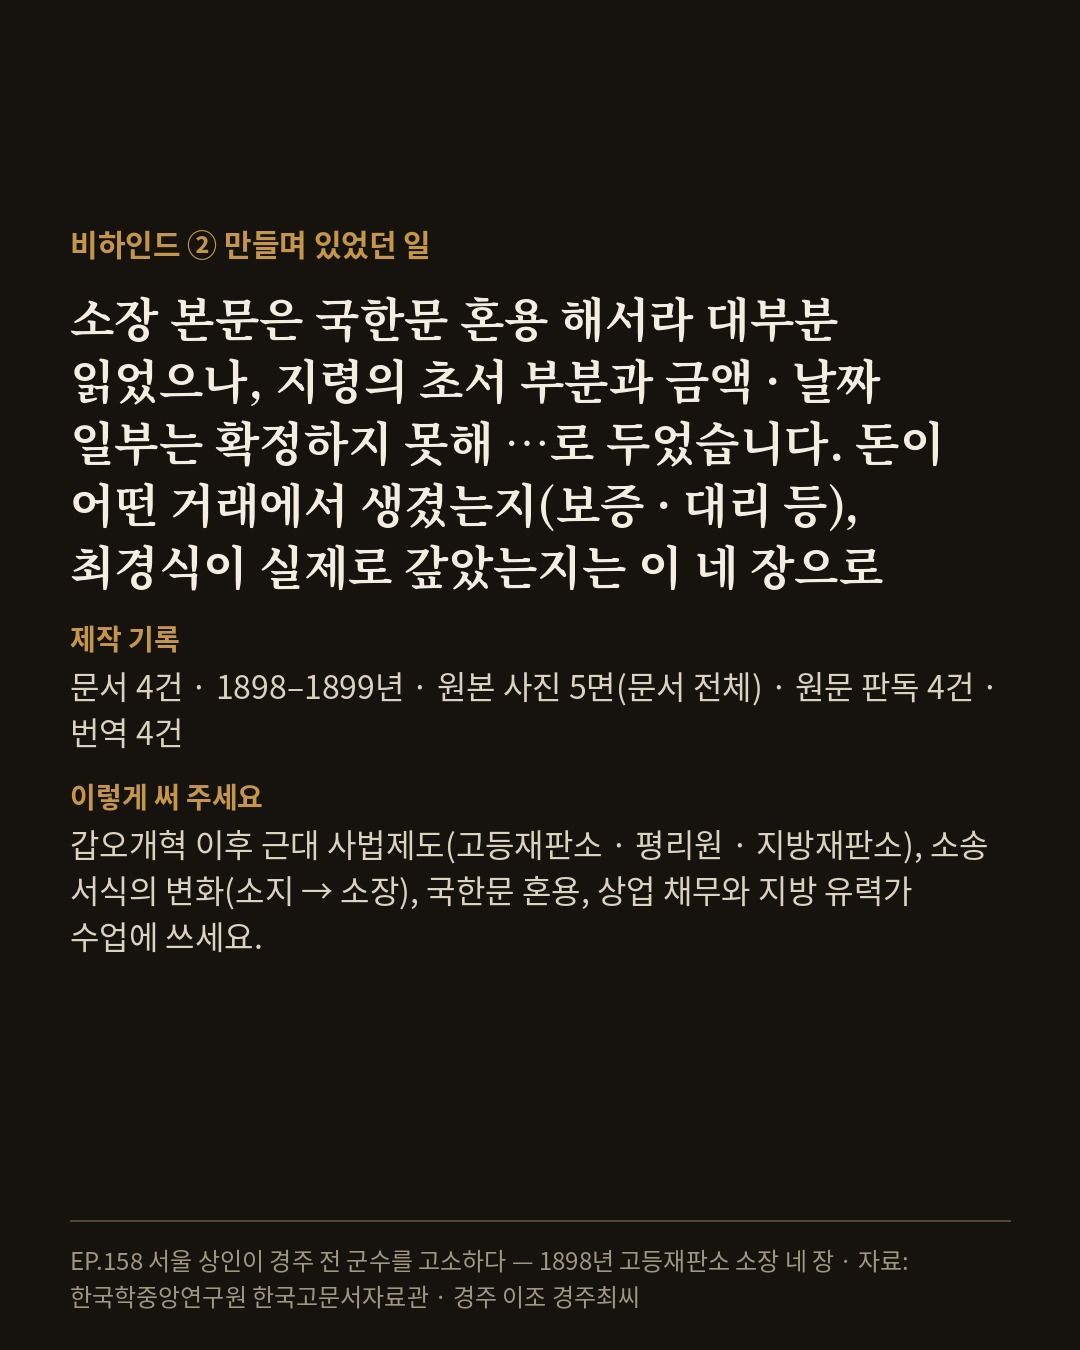 비하인드 ② 만들며 있었던 일
소장 본문은 국한문 혼용 해서라 대부분
읽었으나, 지령의 초서 부분과 금액 · 날짜
일부는 확정하지 못해 …로 두었습니다. 돈이
어떤 거래에서 생겼는지(보증 · 대리 등),
최경식이 실제로 갚았는지는 이 네 장으로
제작 기록
문서 4건 · 1898–1899년 · 원본 사진 5면(문서 전체) · 원문 판독 4건 ·
번역 4건
이렇게 써 주세요
갑오개혁 이후 근대 사법제도(고등재판소 · 평리원 · 지방재판소), 소송
서식의 변화(소지 → 소장), 국한문 혼용, 상업 채무와 지방 유력가
수업에 쓰세요.
EP.158 서울 상인이 경주 전 군수를 고소하다 — 1898년 고등재판소 소장 네 장 · 자료:
한국학중앙연구원 한국고문서자료관 · 경주 이조 경주최씨